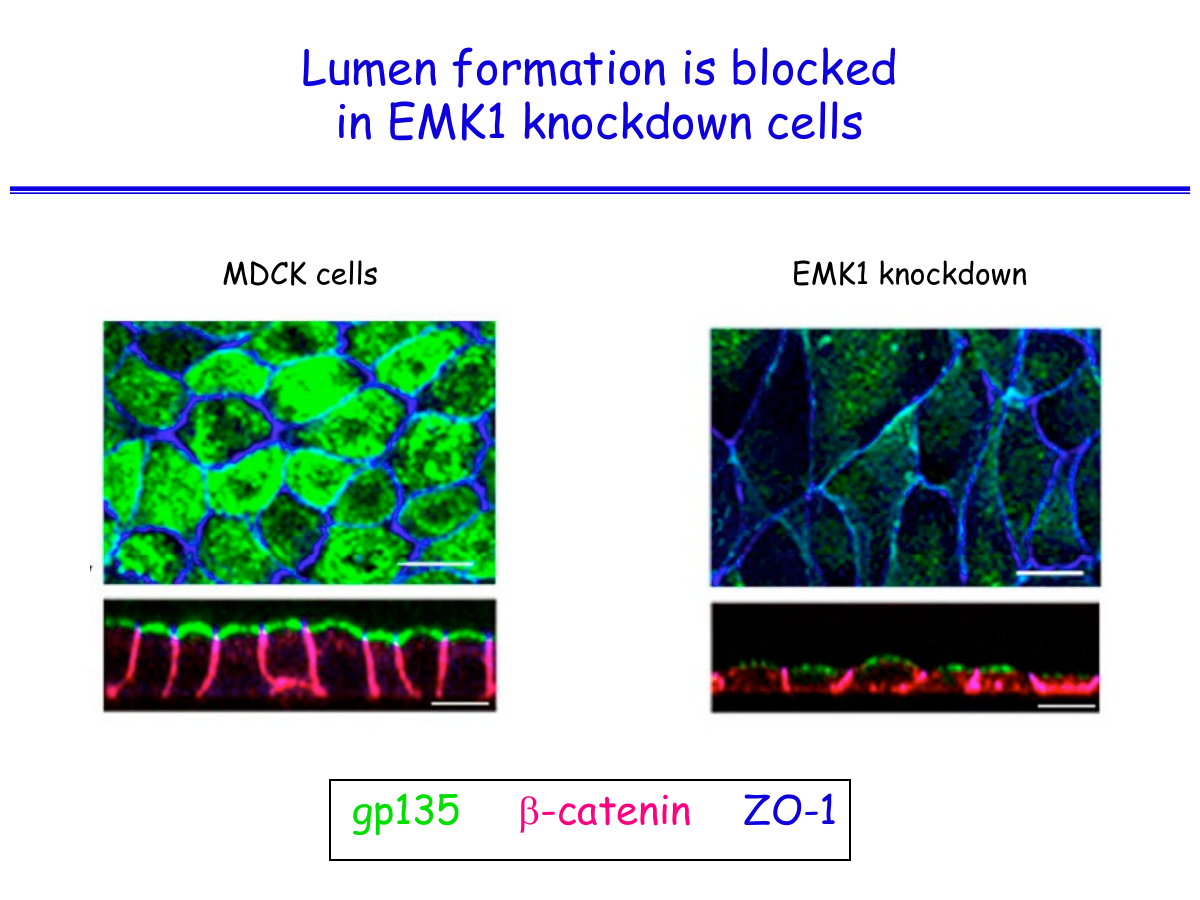 Lumen formation is blocked
in EMK1 knockdown cells
MDCK cells
EMK1 knockdown
gp135 β-catenin ZO-1